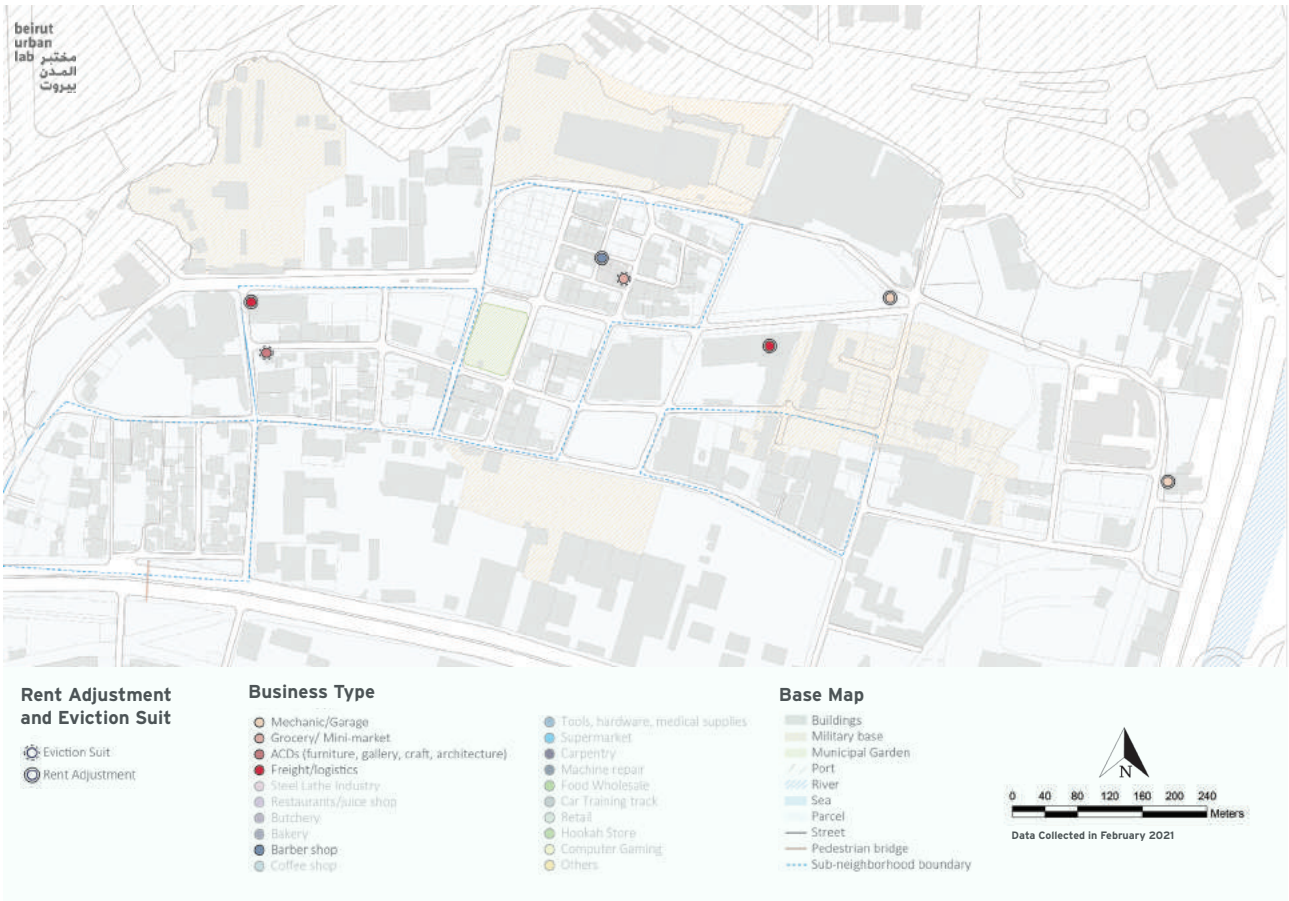 beirut
urban
lab مختبر
المدن
بيروت
Rent Adjustment
and Eviction Suit
Eviction Suit
Rent Adjustment
Business Type
Mechanic/Garage
Grocery/ Mini-market
ACDs (furniture, gallery, craft, architecture)
Freight/logistics
Steel Lathe Industry
Restaurants/juice shop
Butchery
Bakery
Barber shop
Coffee shop
Tools, hardware, medical supplies
Supermarket
Carpentry
Machine repair
Food Wholesale
Car Training track
Retail
Hookah Store
Computer Gaming
Others
Base Map
Buildings
Military base
Municipal Garden
Port
River
Sea
Parcel
Street
Pedestrian bridge
Sub-neighborhood boundary
N
0 40 80 120 160 200 240
Meters
Data Collected in February 2021